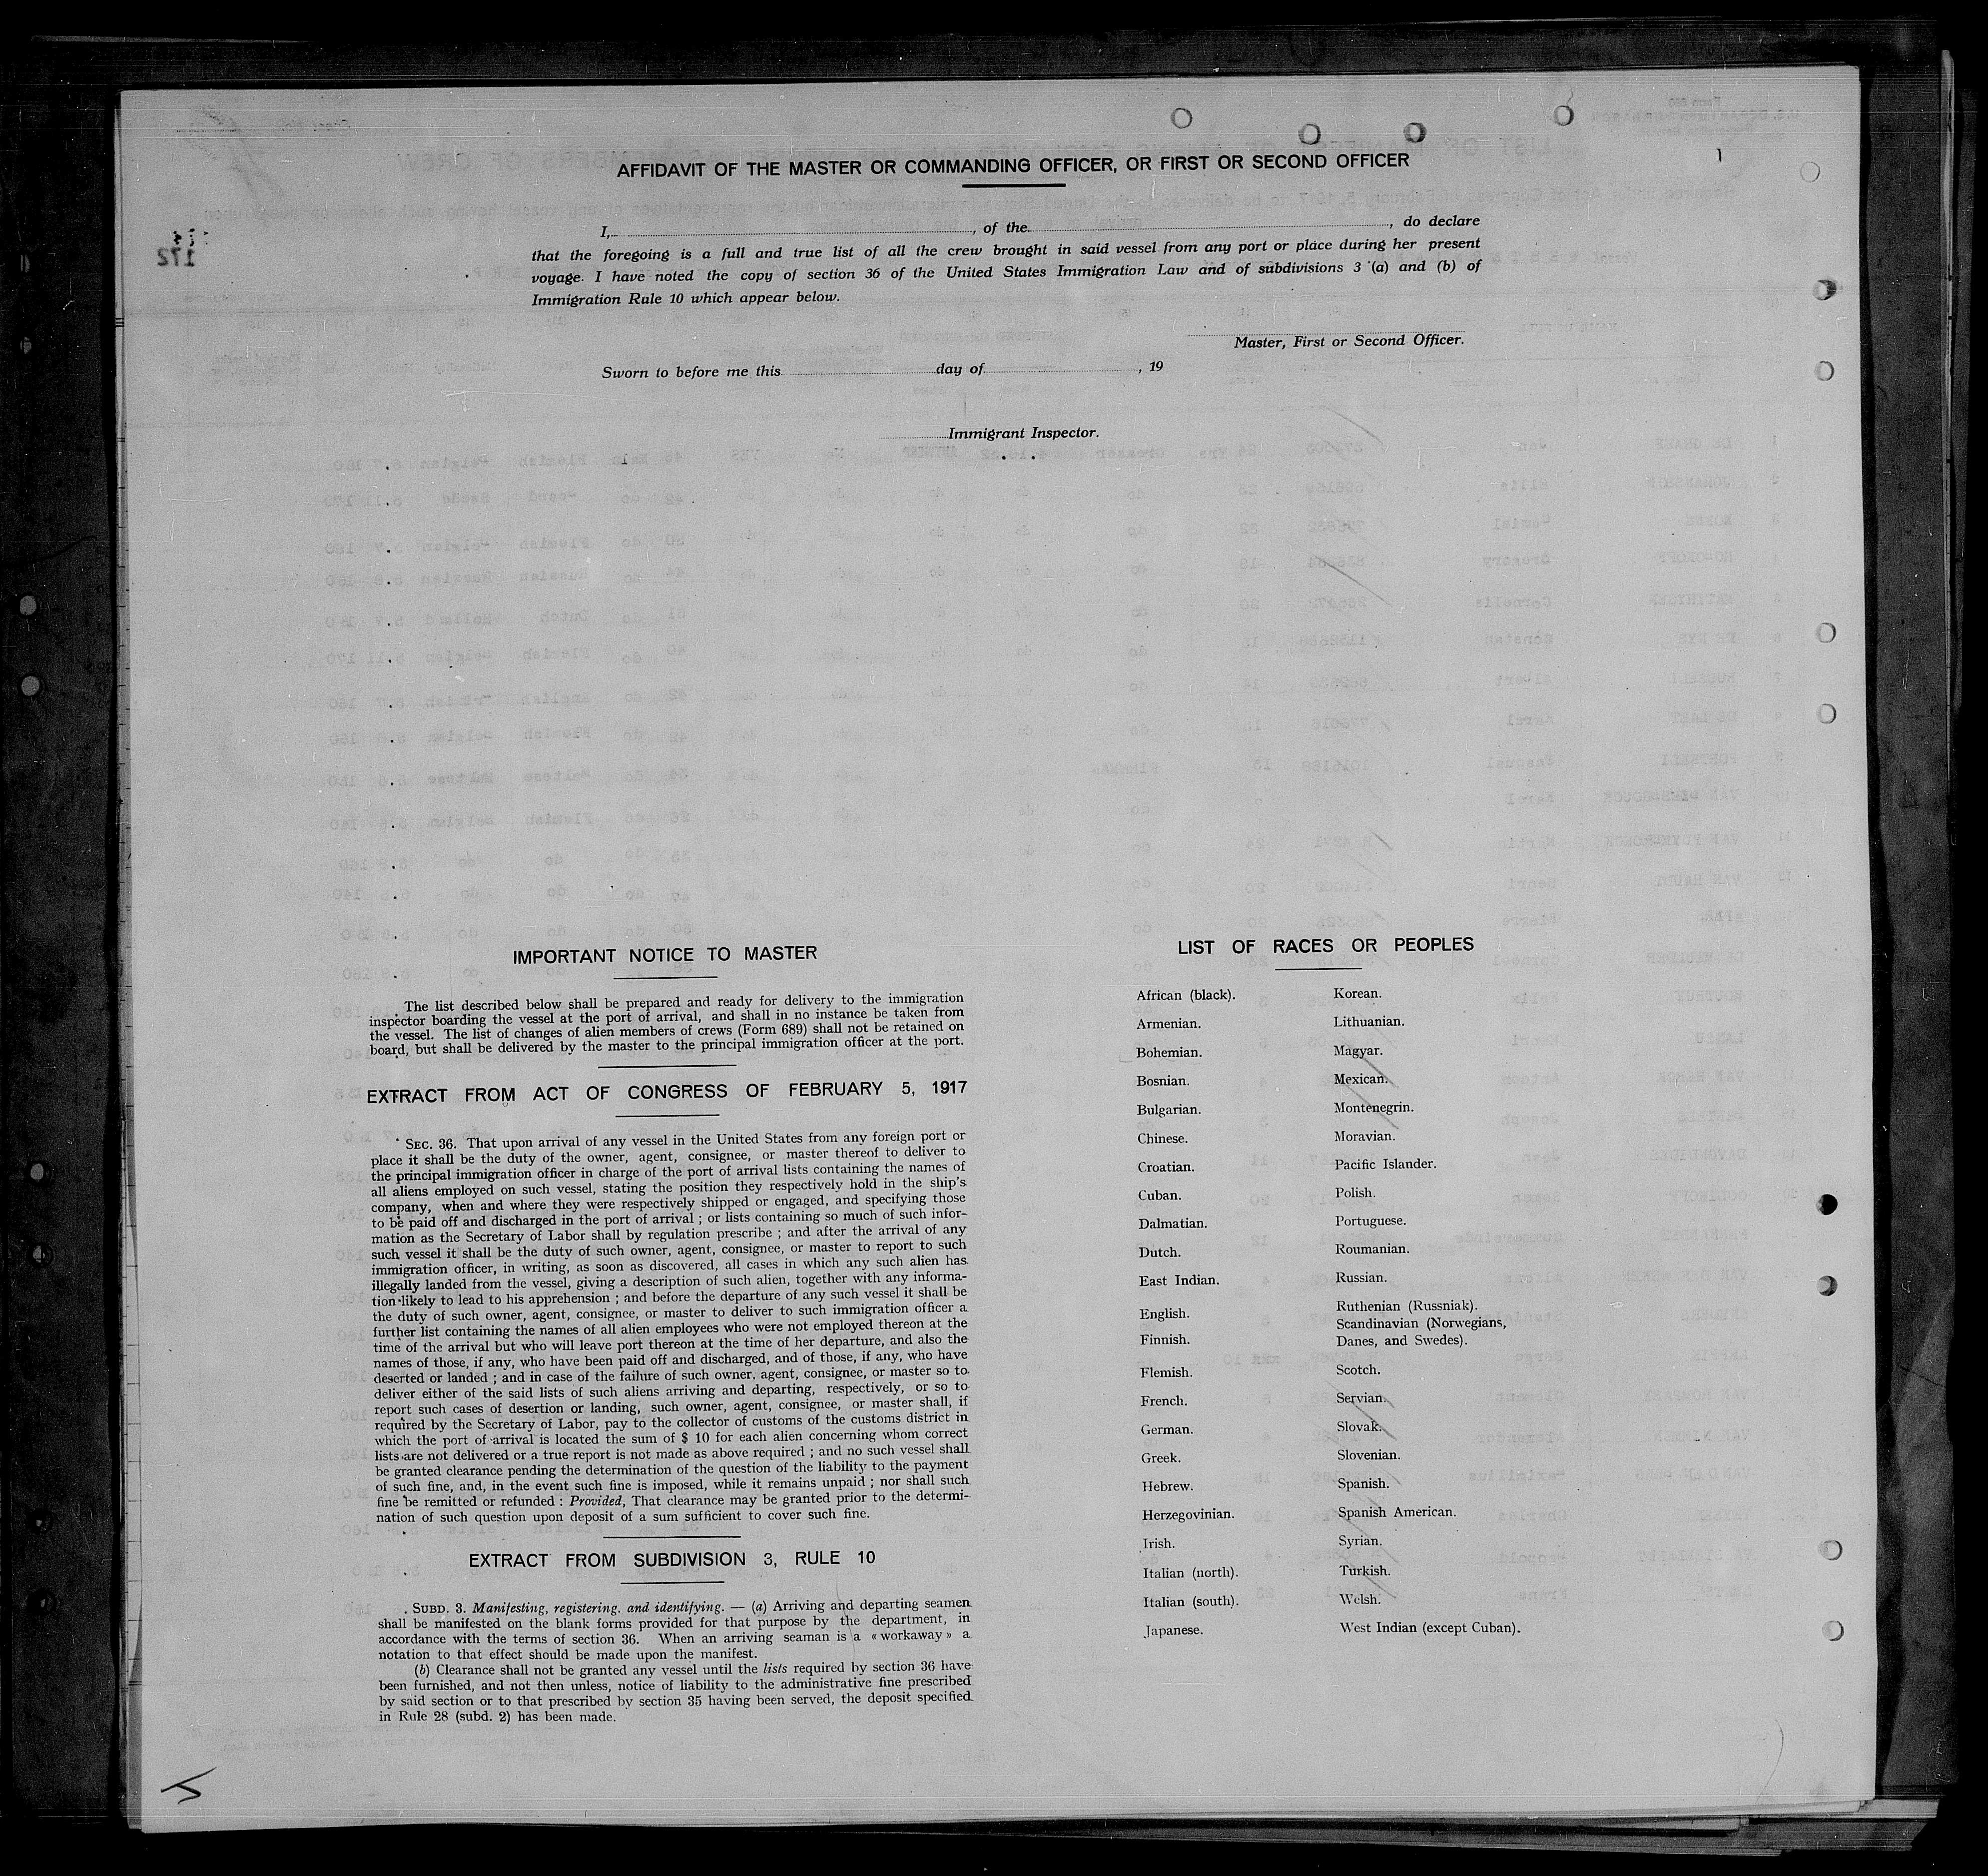 AFFIDAVIT OF THE MASTER OR COMMANDING OFFICER, OR FIRST OR SECOND OFFICER
1
172
I, , of the , do declare
that the foregoing is a full and true list of all the crew brought in said vessel from any port or place during her present
voyage. I have noted the copy of section 36 of the United States Immigration Law and of subdivisions 3 (a) and (b) of
Immigration Rule 10 which appear below.
Master, First or Second Officer.
Sworn to before me this day of , 19
Immigrant Inspector.
IMPORTANT NOTICE TO MASTER
The list described below shall be prepared and ready for delivery to the immigration
inspector boarding the vessel at the port of arrival, and shall in no instance be taken from
the vessel. The list of changes of alien members of crews (Form 689) shall not be retained on
board, but shall be delivered by the master to the principal immigration officer at the port.
EXTRACT FROM ACT OF CONGRESS OF FEBRUARY 5, 1917
SEC. 36. That upon arrival of any vessel in the United States from any foreign port or
place it shall be the duty of the owner, agent, consignee, or master thereof to deliver to
the principal immigration officer in charge of the port of arrival lists containing the names of
all aliens employed on such vessel, stating the position they respectively hold in the ship's
company, when and where they were respectively shipped or engaged, and specifying those
to be paid off and discharged in the port of arrival ; or lists containing so much of such infor-
mation as the Secretary of Labor shall by regulation prescribe ; and after the arrival of any
such vessel it shall be the duty of such owner, agent, consignee, or master to report to such
immigration officer, in writing, as soon as discovered, all cases in which any such alien has
illegally landed from the vessel, giving a description of such alien, together with any informa-
tion likely to lead to his apprehension ; and before the departure of any such vessel it shall be
the duty of such owner, agent, consignee, or master to deliver to such immigration officer a
further list containing the names of all alien employees who were not employed thereon at the
time of the arrival but who will leave port thereon at the time of her departure, and also the
names of those, if any, who have been paid off and discharged, and of those, if any, who have
deserted or landed ; and in case of the failure of such owner, agent, consignee, or master so to
deliver either of the said lists of such aliens arriving and departing, respectively, or so to
report such cases of desertion or landing, such owner, agent, consignee, or master shall, if
required by the Secretary of Labor, pay to the collector of customs of the customs district in
which the port of arrival is located the sum of $ 10 for each alien concerning whom correct
lists are not delivered or a true report is not made as above required ; and no such vessel shall
be granted clearance pending the determination of the question of the liability to the payment
of such fine, and, in the event such fine is imposed, while it remains unpaid ; nor shall such
fine be remitted or refunded : Provided, That clearance may be granted prior to the determi-
nation of such question upon deposit of a sum sufficient to cover such fine.
EXTRACT FROM SUBDIVISION 3, RULE 10
SUBD. 3. Manifesting, registering, and identifying. — (a) Arriving and departing seamen
shall be manifested on the blank forms provided for that purpose by the department, in
accordance with the terms of section 36. When an arriving seaman is a « workaway » a
notation to that effect should be made upon the manifest.
(b) Clearance shall not be granted any vessel until the lists required by section 36 have
been furnished, and not then unless, notice of liability to the administrative fine prescribed
by said section or to that prescribed by section 35 having been served, the deposit specified
in Rule 28 (subd. 2) has been made.
LIST OF RACES OR PEOPLES
African (black).
Armenian.
Bohemian.
Bosnian.
Bulgarian.
Chinese.
Croatian.
Cuban.
Dalmatian.
Dutch.
East Indian.
English.
Finnish.
Flemish.
French.
German.
Greek.
Hebrew.
Herzegovinian.
Irish.
Italian (north).
Italian (south).
Japanese.
Korean.
Lithuanian.
Magyar.
Mexican.
Montenegrin.
Moravian.
Pacific Islander.
Polish.
Portuguese.
Roumanian.
Russian.
Ruthenian (Russniak).
Scandinavian (Norwegians,
Danes, and Swedes).
Scotch.
Servian.
Slovak.
Slovenian.
Spanish.
Spanish American.
Syrian.
Turkish.
Welsh.
West Indian (except Cuban).